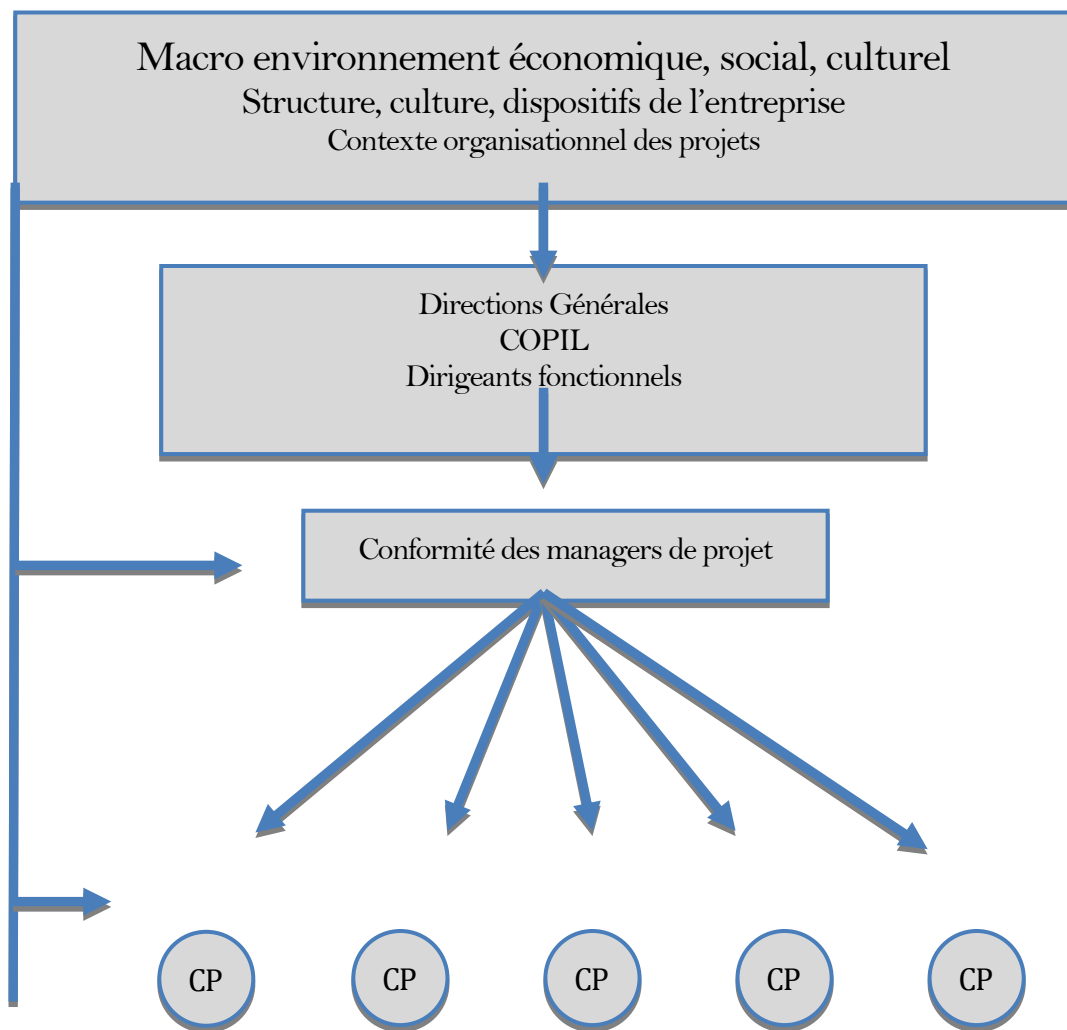 Macro environnement économique, social, culturel
Structure, culture, dispositifs de l'entreprise
Contexte organisationnel des projets
Directions Générales
COPIL
Dirigeants fonctionnels
Conformité des managers de projet
CP CP CP CP CP